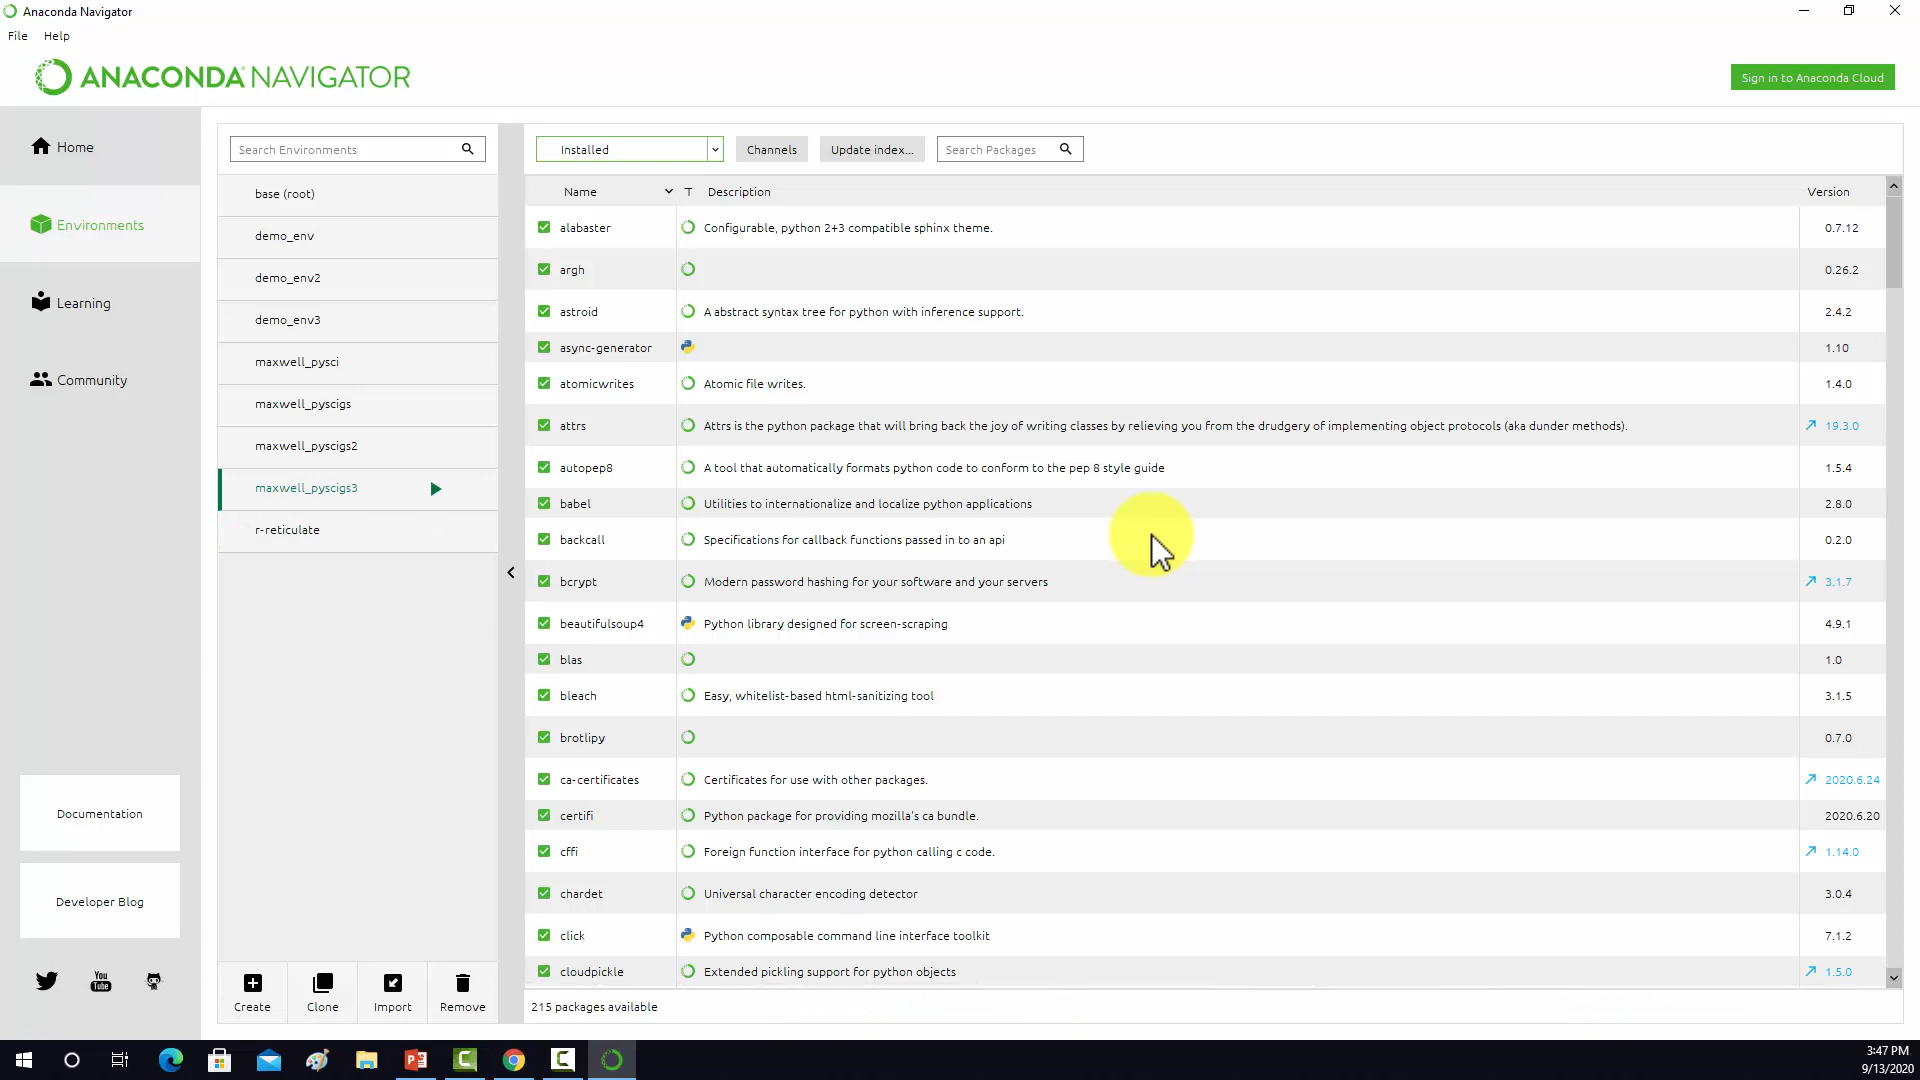 Anaconda Navigator
File Help
ANACONDA NAVIGATOR
Sign in to Anaconda Cloud
Home
Environments
Learning
Community
Documentation
Developer Blog
You Tube
Search Environments
base (root)
demo_env
demo_env2
demo_env3
maxwell_pysci
maxwell_pyscigs
maxwell_pyscigs2
maxwell_pyscigs3
r-reticulate
Create Clone Import Remove
Installed Channels Update index... Search Packages
Name T Description Version
alabaster Configurable, python 2+3 compatible sphinx theme. 0.7.12
argh 0.26.2
astroid A abstract syntax tree for python with inference support. 2.4.2
async-generator 1.10
atomicwrites Atomic file writes. 1.4.0
attrs Attrs is the python package that will bring back the joy of writing classes by relieving you from the drudgery of implementing object protocols (aka dunder methods). 19.3.0
autopep8 A tool that automatically formats python code to conform to the pep 8 style guide 1.5.4
babel Utilities to internationalize and localize python applications 2.8.0
backcall Specifications for callback functions passed in to an api 0.2.0
bcrypt Modern password hashing for your software and your servers 3.1.7
beautifulsoup4 Python library designed for screen-scraping 4.9.1
blas 1.0
bleach Easy, whitelist-based html-sanitizing tool 3.1.5
brotlipy 0.7.0
ca-certificates Certificates for use with other packages. 2020.6.24
certifi Python package for providing mozilla's ca bundle. 2020.6.20
cffi Foreign function interface for python calling c code. 1.14.0
chardet Universal character encoding detector 3.0.4
click Python composable command line interface toolkit 7.1.2
cloudpickle Extended pickling support for python objects 1.5.0
215 packages available
3:47 PM
9/13/2020